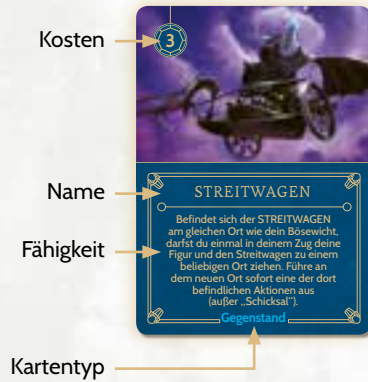 Kosten
3
Name
STREITWAGEN
Fähigkeit
Befindet sich der STREITWAGEN
am gleichen Ort wie dein Bösewicht,
darfst du einmal in deinem Zug deine
Figur und den Streitwagen zu einem
beliebigen Ort ziehen. Führe an
dem neuen Ort sofort eine der dort
befindlichen Aktionen aus
(außer „Schicksal“).
Gegenstand
Kartentyp